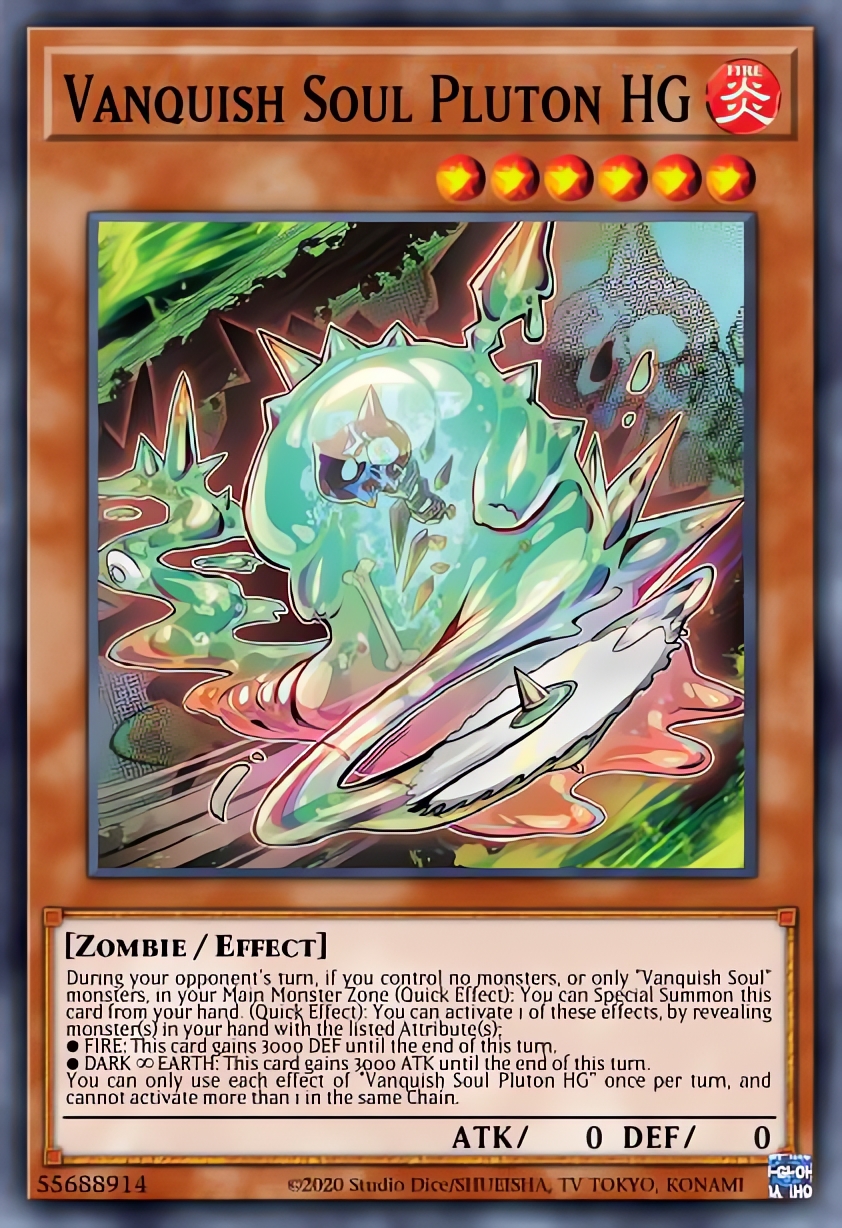 VANQUISH SOUL PLUTON HG
FIRE
炎
[ZOMBIE / EFFECT]
During your opponent's turn, if you control no monsters, or only "Vanquish Soul"
monsters, in your Main Monster Zone (Quick Effect): You can Special Summon this
card from your hand. (Quick Effect): You can activate 1 of these effects, by revealing
monster(s) in your hand with the listed Attribute(s);
● FIRE: This card gains 3000 DEF until the end of this turn.
● DARK ∞ EARTH: This card gains 3000 ATK until the end of this turn.
You can only use each effect of "Vanquish Soul Pluton HG" once per turn, and
cannot activate more than 1 in the same Chain.
ATK/ 0 DEF/ 0
55688914
©2020 Studio Dice/SHUEISHA, TV TOKYO, KONAMI